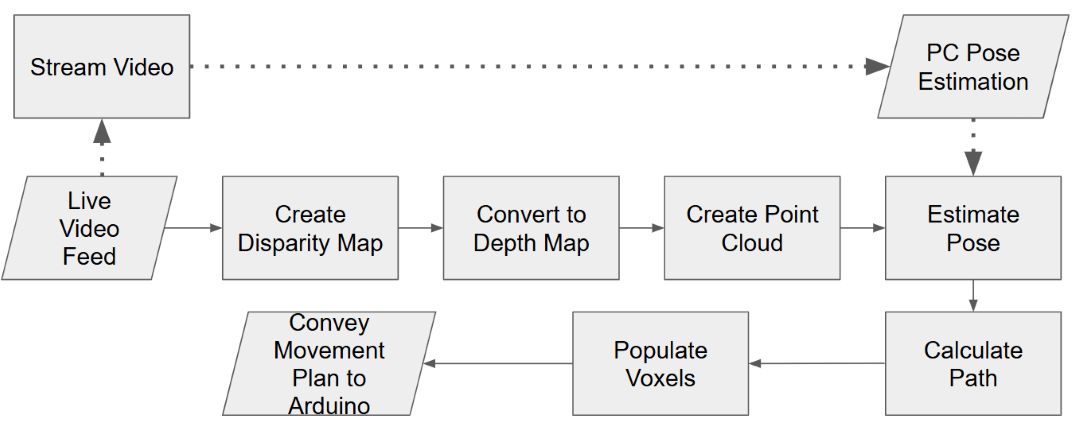 Stream Video
PC Pose
Estimation
Live
Video
Feed
Create
Disparity Map
Convert to
Depth Map
Create Point
Cloud
Estimate
Pose
Convey
Movement
Plan to
Arduino
Populate
Voxels
Calculate
Path